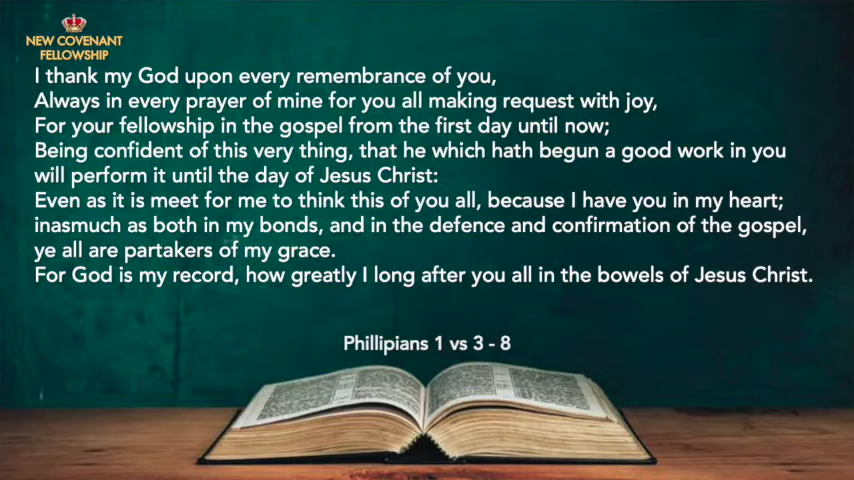 NEW COVENANT
FELLOWSHIP
I thank my God upon every remembrance of you,
Always in every prayer of mine for you all making request with joy,
For your fellowship in the gospel from the first day until now;
Being confident of this very thing, that he which hath begun a good work in you
will perform it until the day of Jesus Christ:
Even as it is meet for me to think this of you all, because I have you in my heart;
inasmuch as both in my bonds, and in the defence and confirmation of the gospel,
ye all are partakers of my grace.
For God is my record, how greatly I long after you all in the bowels of Jesus Christ.
Phillipians 1 vs 3 - 8